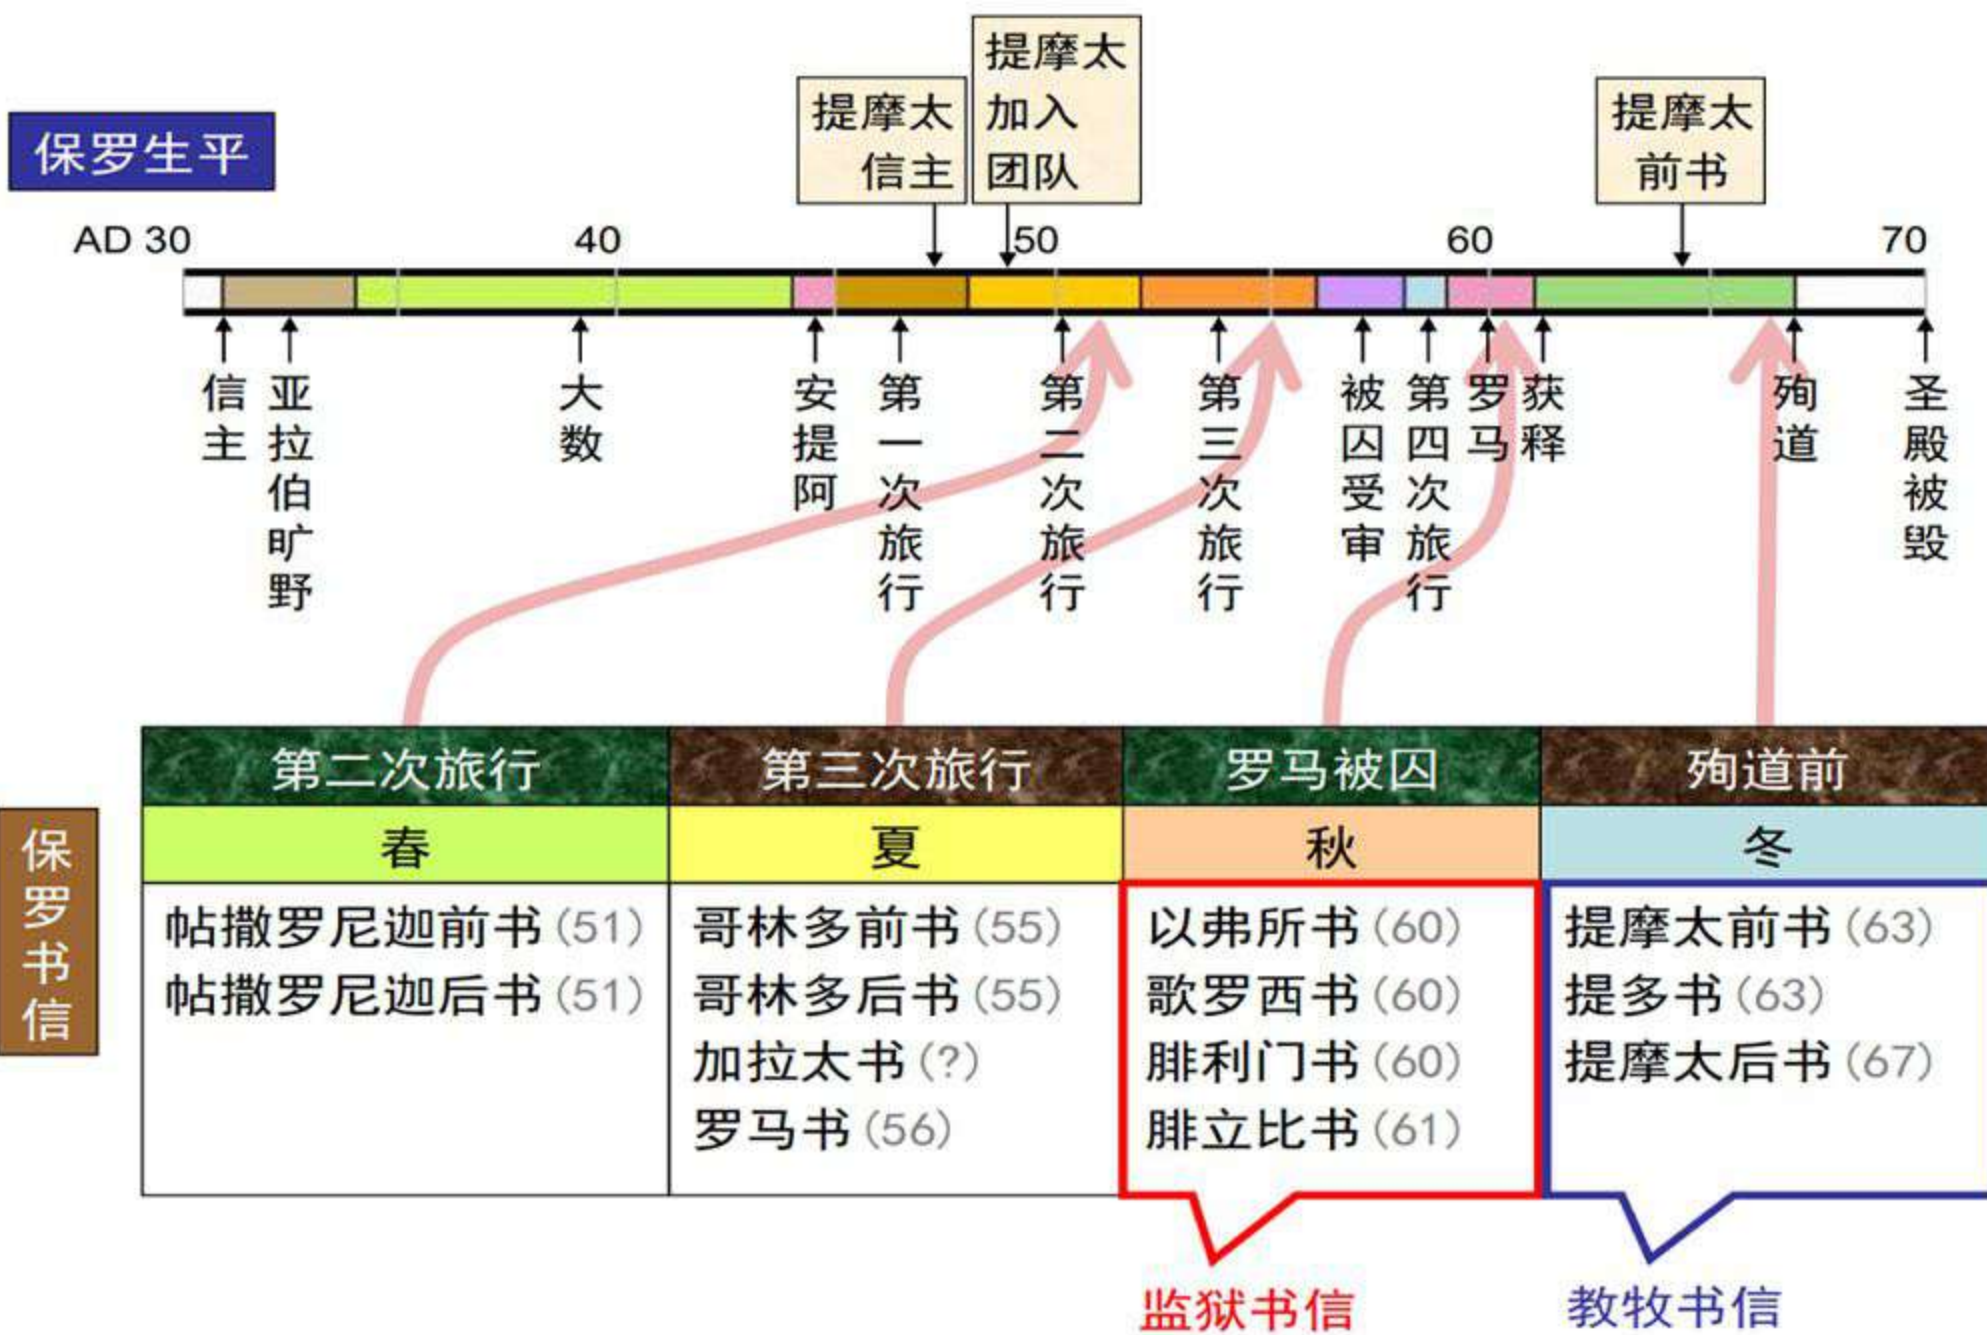 提摩太
信主
提摩太
加入
团队
提摩太
前书
保罗生平
AD 30
40
50
60
70
信主
亚拉伯旷野
大数
安提阿
第一次旅行
第二次旅行
第三次旅行
被囚受审
第四次旅行
罗马
获释
殉道
圣殿被毁
保罗书信
第二次旅行
第三次旅行
罗马被囚
殉道前
春
夏
秋
冬
帖撒罗尼迦前书 (51)
帖撒罗尼迦后书 (51)
哥林多前书 (55)
哥林多后书 (55)
加拉太书 (?)
罗马书 (56)
以弗所书 (60)
歌罗西书 (60)
腓利门书 (60)
腓立比书 (61)
提摩太前书 (63)
提多书 (63)
提摩太后书 (67)
监狱书信
教牧书信